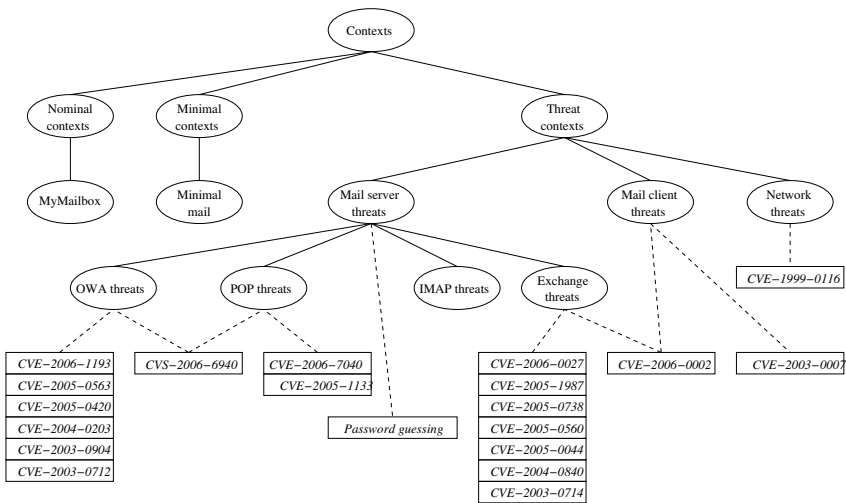 Contexts
Nominal
contexts
Minimal
contexts
Threat
contexts
MyMailbox
Minimal
mail
Mail server
threats
Mail client
threats
Network
threats
OWA threats
POP threats
IMAP threats
Exchange
threats
CVE−1999−0116
CVE−2006−1193
CVE−2005−0563
CVE−2005−0420
CVE−2004−0203
CVE−2003−0904
CVE−2003−0712
CVS−2006−6940
CVE−2006−7040
CVE−2005−1133
Password guessing
CVE−2006−0027
CVE−2005−1987
CVE−2005−0738
CVE−2005−0560
CVE−2005−0044
CVE−2004−0840
CVE−2003−0714
CVE−2006−0002
CVE−2003−0007